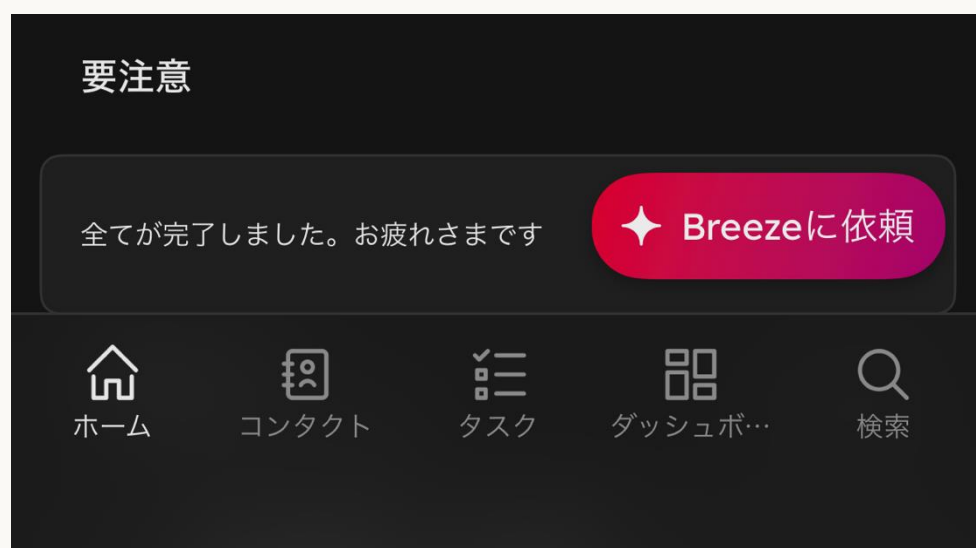 要注意
全てが完了しました。お疲れさまです
Breezeに依頼
ホーム
コンタクト
タスク
ダッシュボ…
検索